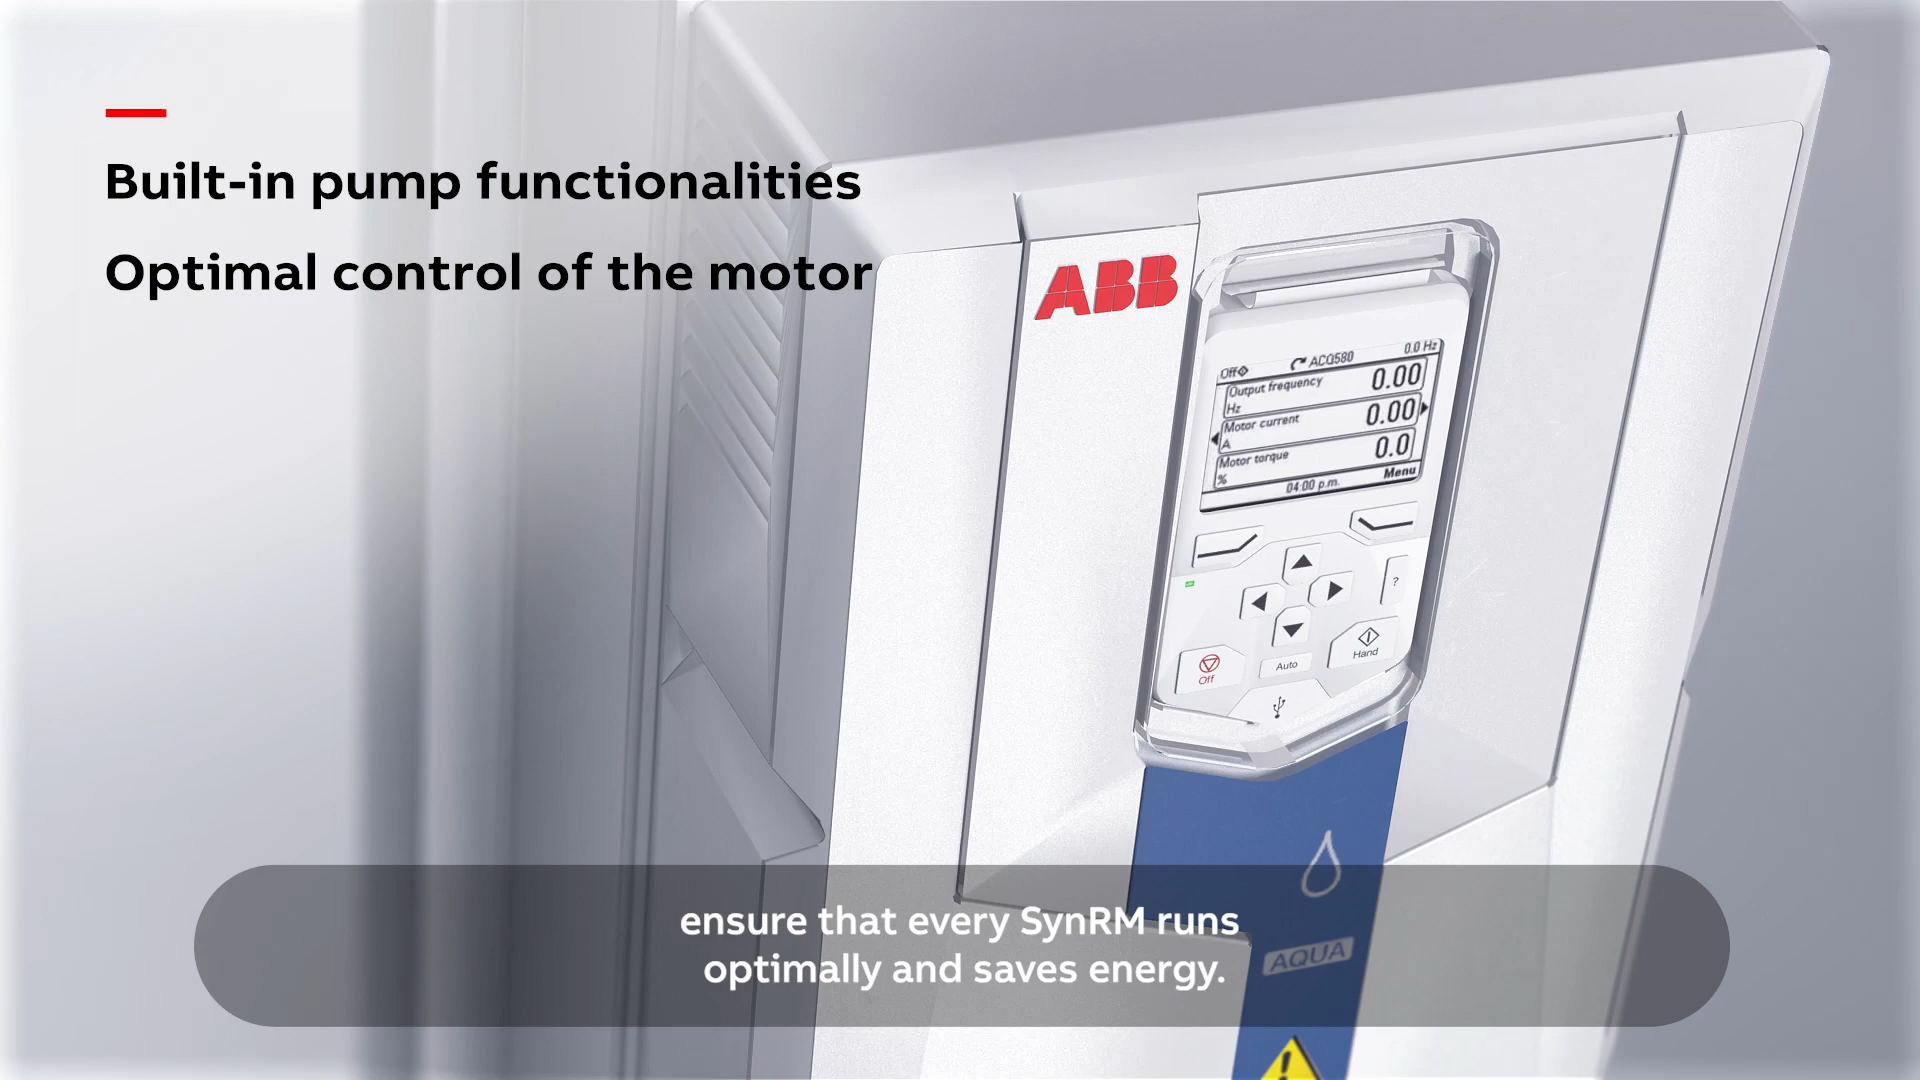 Built-in pump functionalities
Optimal control of the motor
ABB
Off ACQ580 0.0 Hz
Output frequency 0.00
Hz
Motor current 0.00
A
Motor torque 0.0
%
04:00 p.m. Menu
?
Hand
Auto
Off
ensure that every SynRM runs
optimally and saves energy.
AQUA